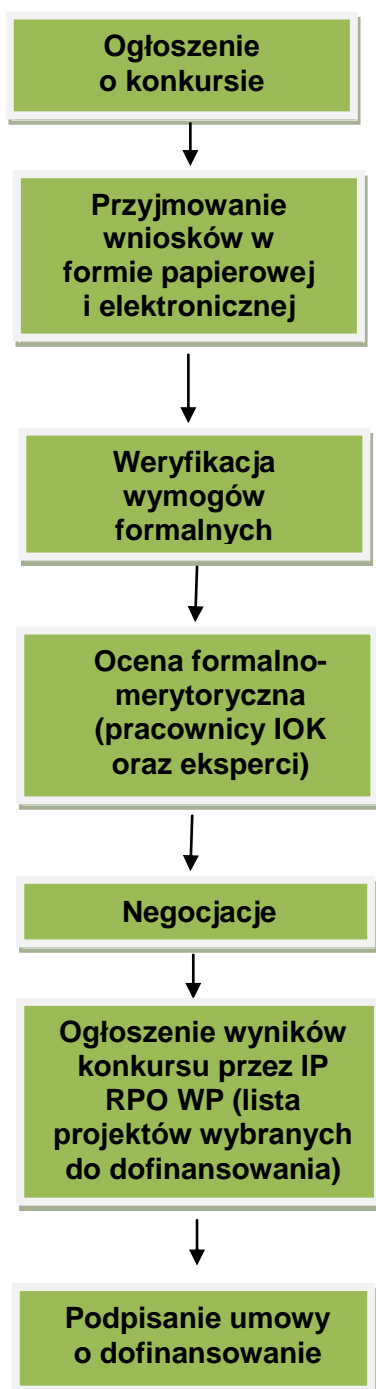 Ogłoszenie
o konkursie
Przyjmowanie
wniosków w
formie papierowej
i elektronicznej
Weryfikacja
wymogów
formalnych
Ocena formalno-
merytoryczna
(pracownicy IOK
oraz eksperci)
Negocjacje
Ogłoszenie wyników
konkursu przez IP
RPO WP (lista
projektów wybranych
do dofinansowania)
Podpisanie umowy
o dofinansowanie